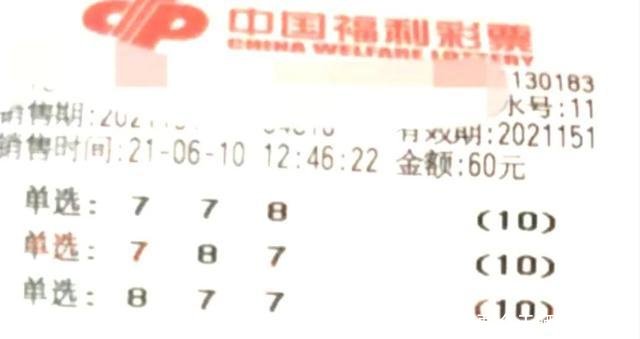 中国福利彩票
CHINA WELFARE LOTTERY
130183
水号:11
销售期:2021
有效期:2021151
销售时间:21-06-10 12:46:22 金额:60元
单选: 7 7 8 (10)
单选: 7 8 7 (10)
单选: 8 7 7 (10)